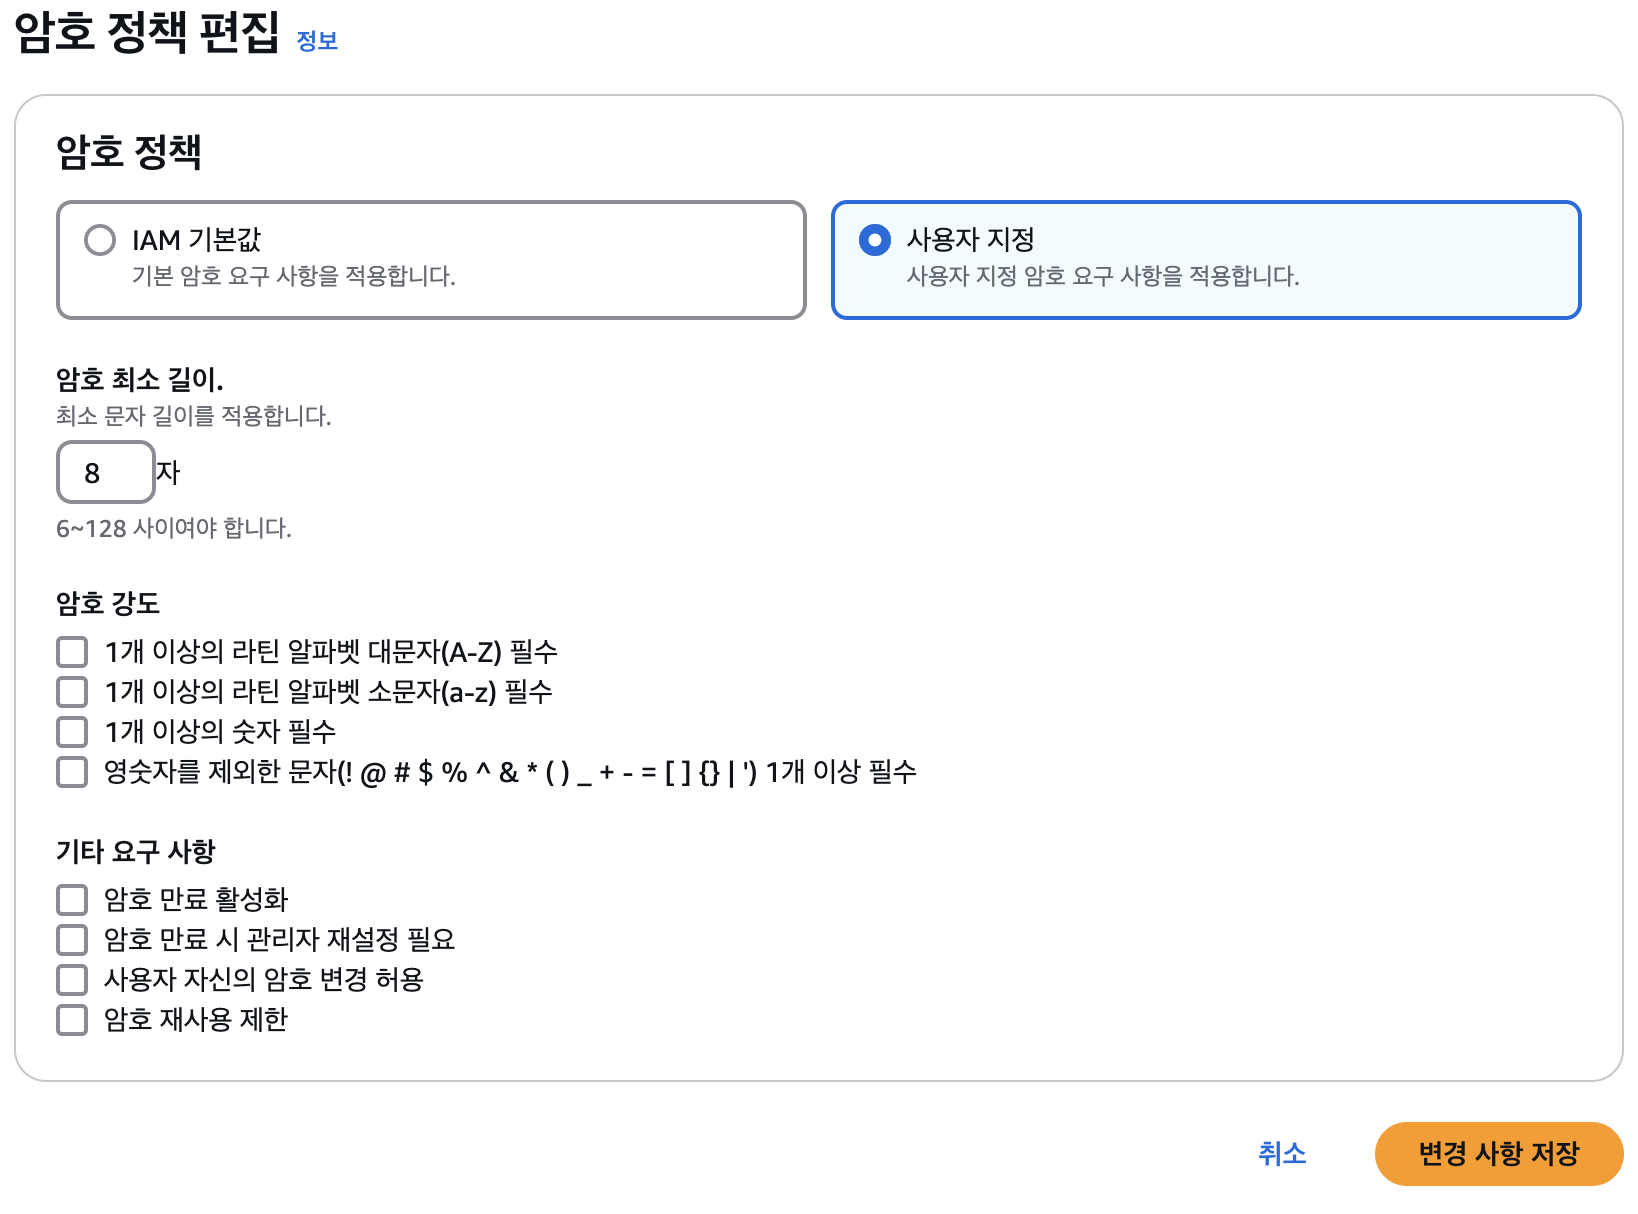 암호 정책 편집 정보
암호 정책
IAM 기본값
기본 암호 요구 사항을 적용합니다.
사용자 지정
사용자 지정 암호 요구 사항을 적용합니다.
암호 최소 길이.
최소 문자 길이를 적용합니다.
8 자
6~128 사이여야 합니다.
암호 강도
1개 이상의 라틴 알파벳 대문자(A-Z) 필수
1개 이상의 라틴 알파벳 소문자(a-z) 필수
1개 이상의 숫자 필수
영숫자를 제외한 문자(! @ # $ % ^ & * ( ) _ + - = [ ] {} | ') 1개 이상 필수
기타 요구 사항
암호 만료 활성화
암호 만료 시 관리자 재설정 필요
사용자 자신의 암호 변경 허용
암호 재사용 제한
취소
변경 사항 저장